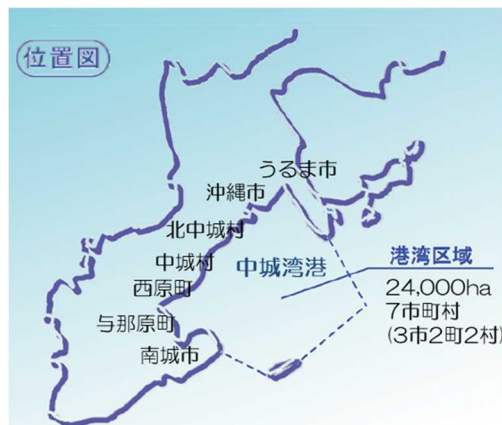 位置図
うるま市
沖縄市
北中城村
中城村
中城湾港
港湾区域
西原町
24,000ha
7市町村
与那原町
(3市2町2村)
南城市